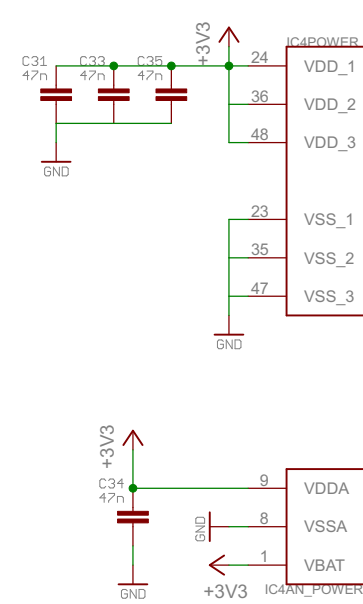 +3V3
IC4POWER
C31 C33 C35
47n 47n 47n
24 VDD_1
36 VDD_2
48 VDD_3
GND
23 VSS_1
35 VSS_2
47 VSS_3
GND
+3V3
C34
47n
9 VDDA
GND 8 VSSA
1 VBAT
GND +3V3 IC4AN_POWER